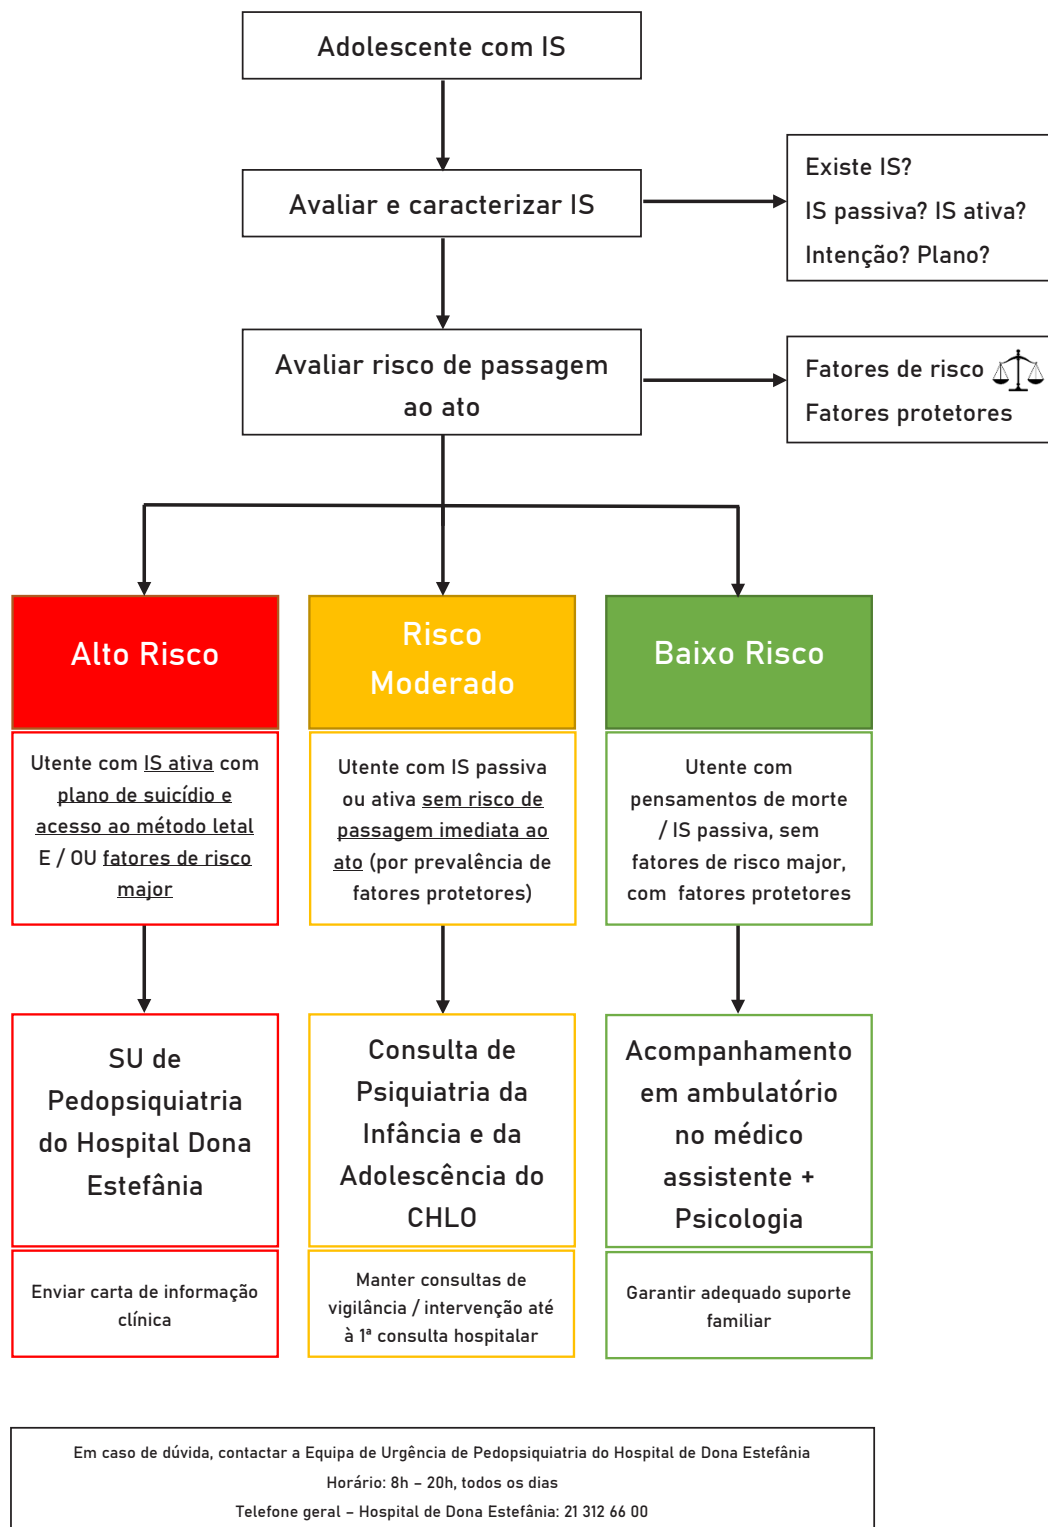 Adolescente com IS
Avaliar e caracterizar IS
Existe IS?
IS passiva? IS ativa?
Intenção? Plano?
Avaliar risco de passagem
ao ato
Fatores de risco
Fatores protetores
Alto Risco
Utente com IS ativa com
plano de suicídio e
acesso ao método letal
E / OU fatores de risco
major
SU de
Pedopsiquiatria
do Hospital Dona
Estefânia
Enviar carta de informação
clínica
Risco
Moderado
Utente com IS passiva
ou ativa sem risco de
passagem imediata ao
ato (por prevalência de
fatores protetores)
Consulta de
Psiquiatria da
Infância e da
Adolescência do
CHLO
Manter consultas de
vigilância / intervenção até
à 1ª consulta hospitalar
Baixo Risco
Utente com
pensamentos de morte
/ IS passiva, sem
fatores de risco major,
com fatores protetores
Acompanhamento
em ambulatório
no médico
assistente +
Psicologia
Garantir adequado suporte
familiar
Em caso de dúvida, contactar a Equipa de Urgência de Pedopsiquiatria do Hospital de Dona Estefânia
Horário: 8h – 20h, todos os dias
Telefone geral – Hospital de Dona Estefânia: 21 312 66 00